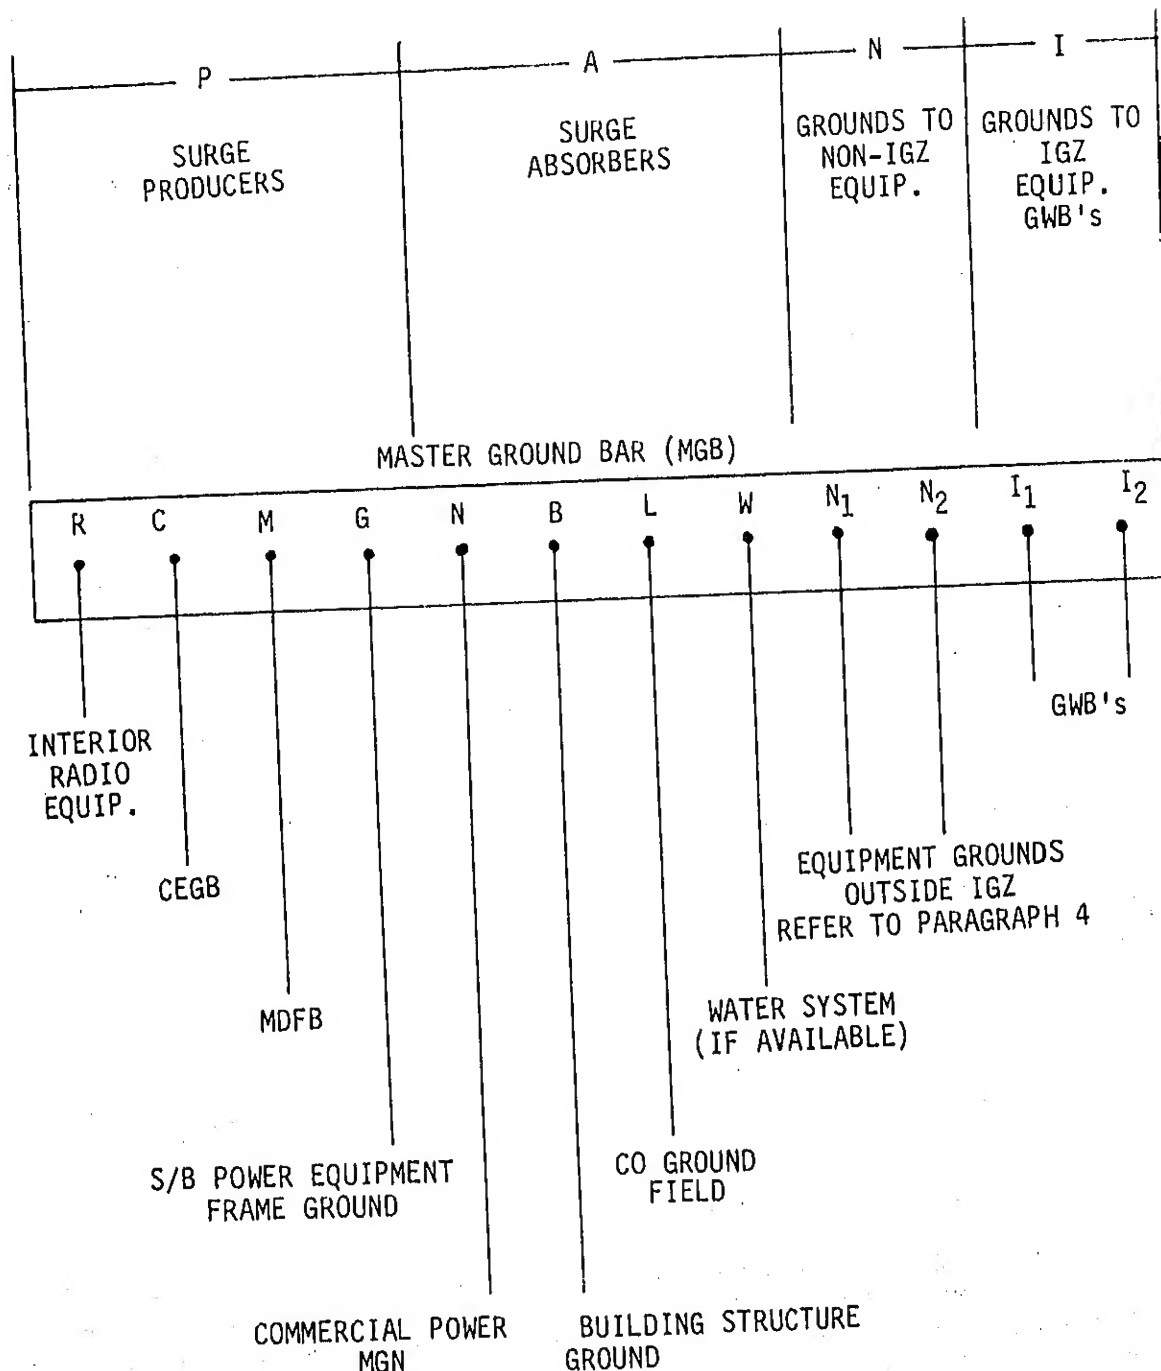 P A N I
SURGE
PRODUCERS
SURGE
ABSORBERS
GROUNDS TO
NON-IGZ
EQUIP.
GROUNDS TO
IGZ
EQUIP.
GWB's
MASTER GROUND BAR (MGB)
R C M G N B L W N1 N2 I1 I2
INTERIOR
RADIO
EQUIP.
CEGB
MDFB
S/B POWER EQUIPMENT
FRAME GROUND
COMMERCIAL POWER
MGN
BUILDING STRUCTURE
GROUND
CO GROUND
FIELD
WATER SYSTEM
(IF AVAILABLE)
EQUIPMENT GROUNDS
OUTSIDE IGZ
REFER TO PARAGRAPH 4
GWB's